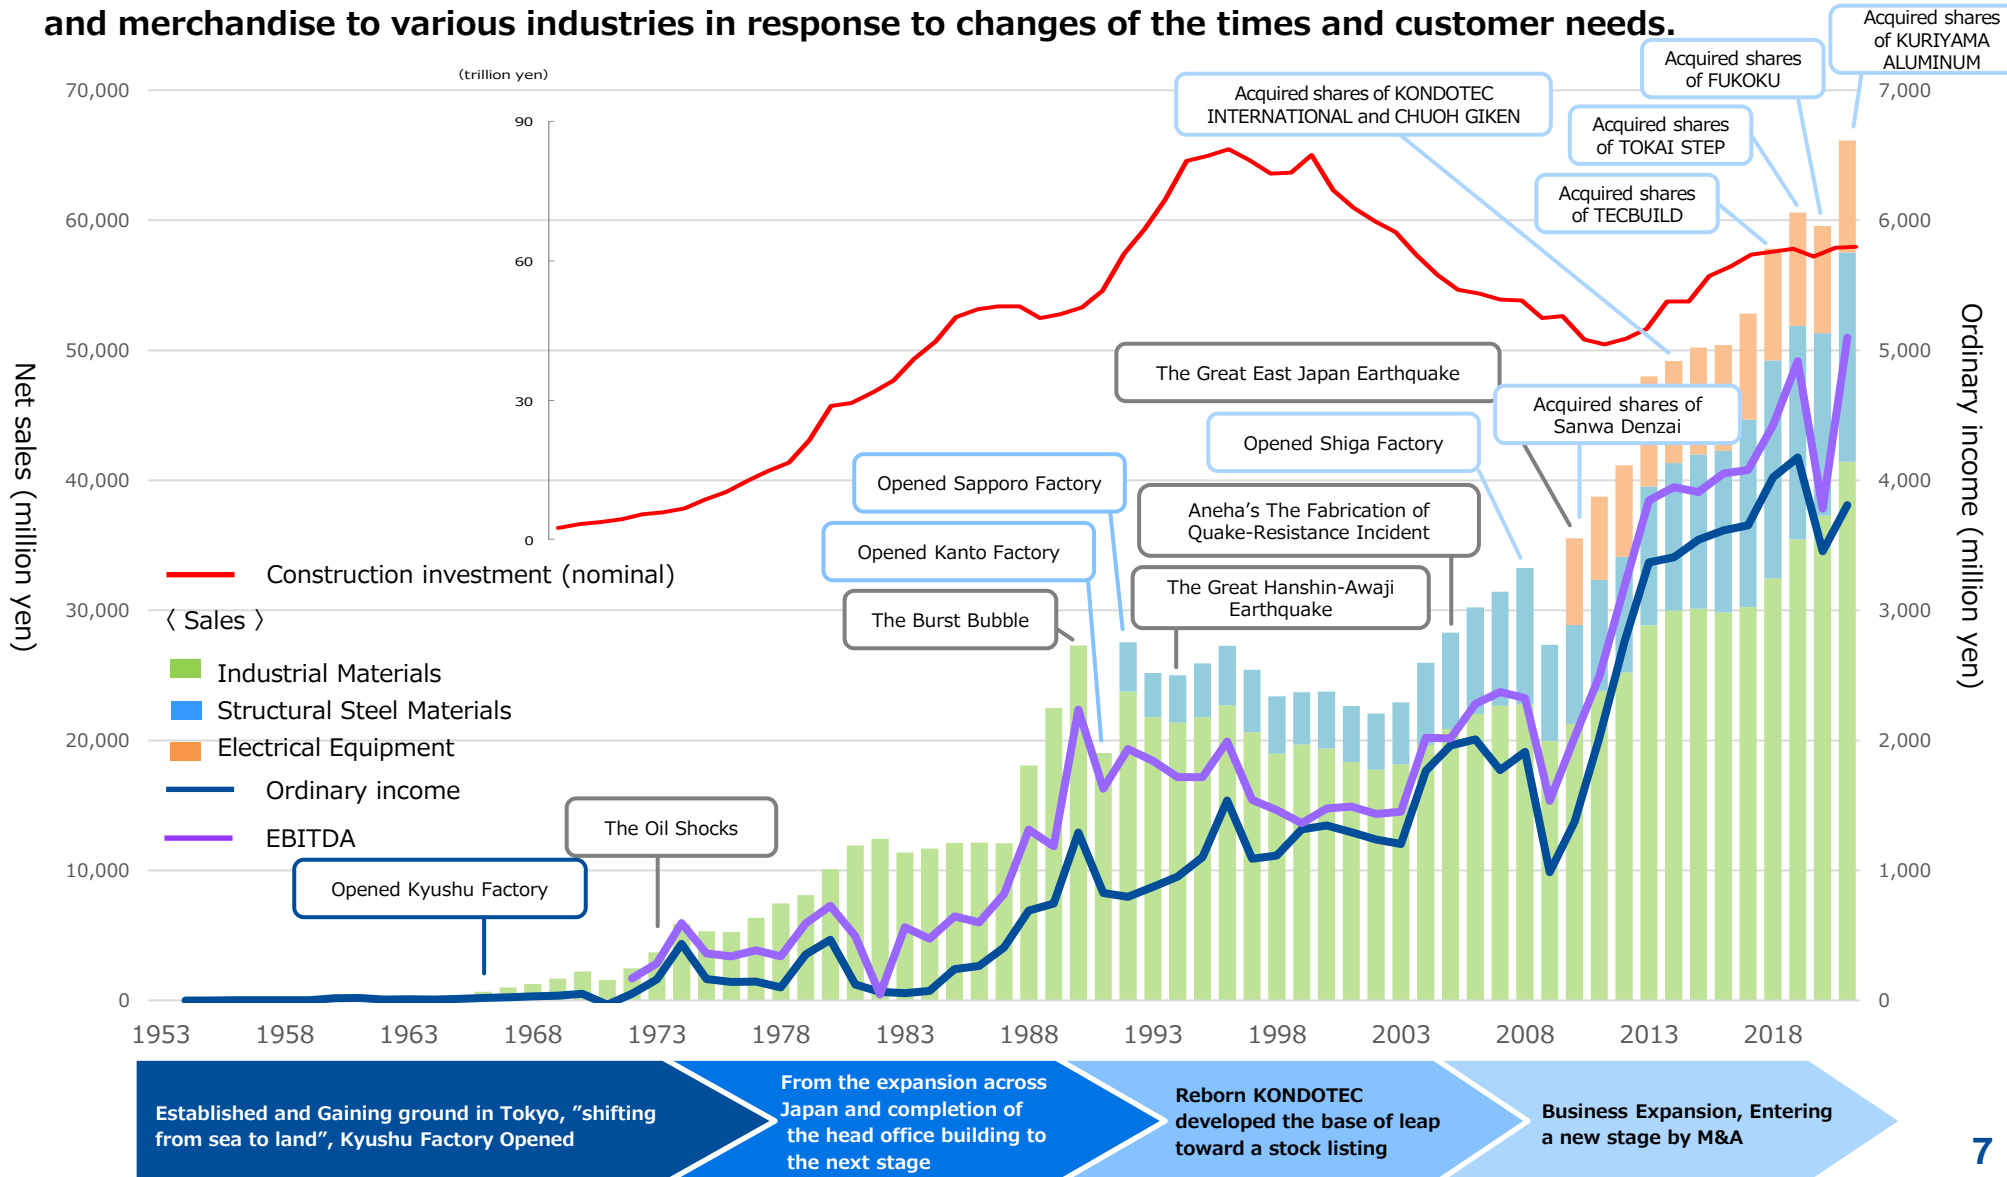 and merchandise to various industries in response to changes of the times and customer needs.
Acquired shares
of KURIYAMA
ALUMINUM
Acquired shares
of FUKOKU
(trillion yen)
Acquired shares of KONDOTEC
INTERNATIONAL and CHUOH GIKEN
Acquired shares
of TOKAI STEP
Acquired shares
of TECBUILD
70,000
60,000
50,000
40,000
30,000
20,000
10,000
0
Net sales (million yen)
90
60
30
0
7,000
6,000
5,000
4,000
3,000
2,000
1,000
0
Ordinary income (million yen)
The Great East Japan Earthquake
Acquired shares of
Sanwa Denzai
Opened Shiga Factory
Opened Sapporo Factory
Aneha's The Fabrication of
Quake-Resistance Incident
Opened Kanto Factory
The Great Hanshin-Awaji
Earthquake
The Burst Bubble
Construction investment (nominal)
〈 Sales 〉
Industrial Materials
Structural Steel Materials
Electrical Equipment
Ordinary income
EBITDA
The Oil Shocks
Opened Kyushu Factory
1953 1958 1963 1968 1973 1978 1983 1988 1993 1998 2003 2008 2013 2018
Established and Gaining ground in Tokyo, ”shifting
from sea to land”, Kyushu Factory Opened
From the expansion across
Japan and completion of
the head office building to
the next stage
Reborn KONDOTEC
developed the base of leap
toward a stock listing
Business Expansion, Entering
a new stage by M&A
7